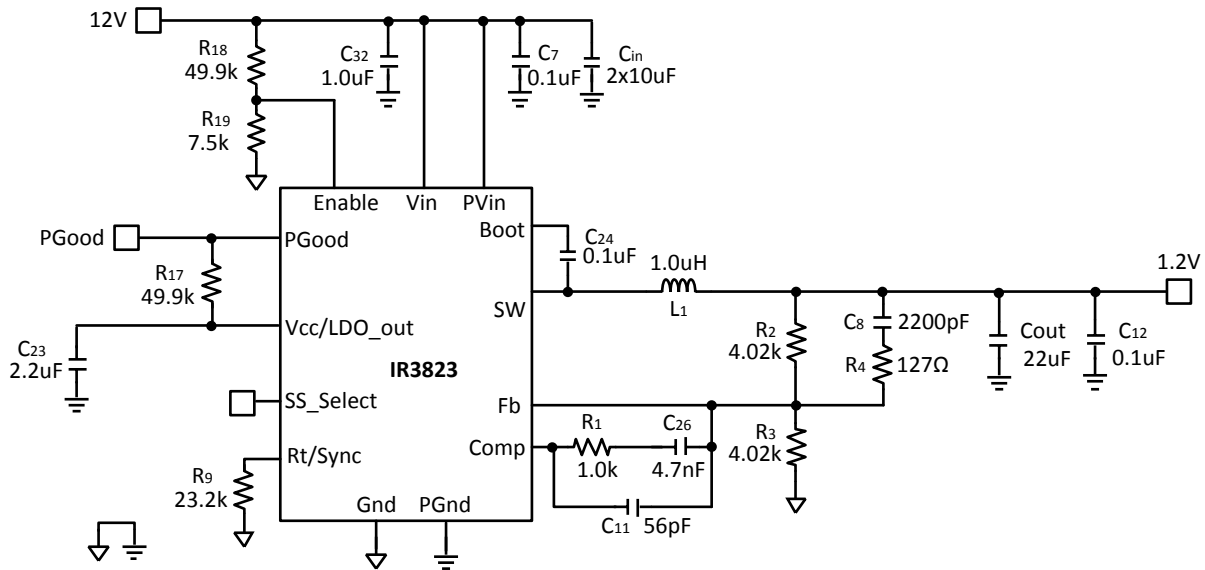 12V
R18
49.9k
C32
1.0uF
C7
0.1uF
Cin
2x10uF
R19
7.5k
Enable
Vin
PVin
PGood
PGood
Boot
C24
0.1uF
R17
49.9k
1.0uH
L1
1.2V
SW
Vcc/LDO_out
C23
2.2uF
R2
4.02k
C8
2200pF
R4
127Ω
Cout
22uF
C12
0.1uF
IR3823
SS_Select
Fb
Comp
R1
1.0k
C26
4.7nF
R3
4.02k
Rt/Sync
R9
23.2k
Gnd
PGnd
C11
56pF